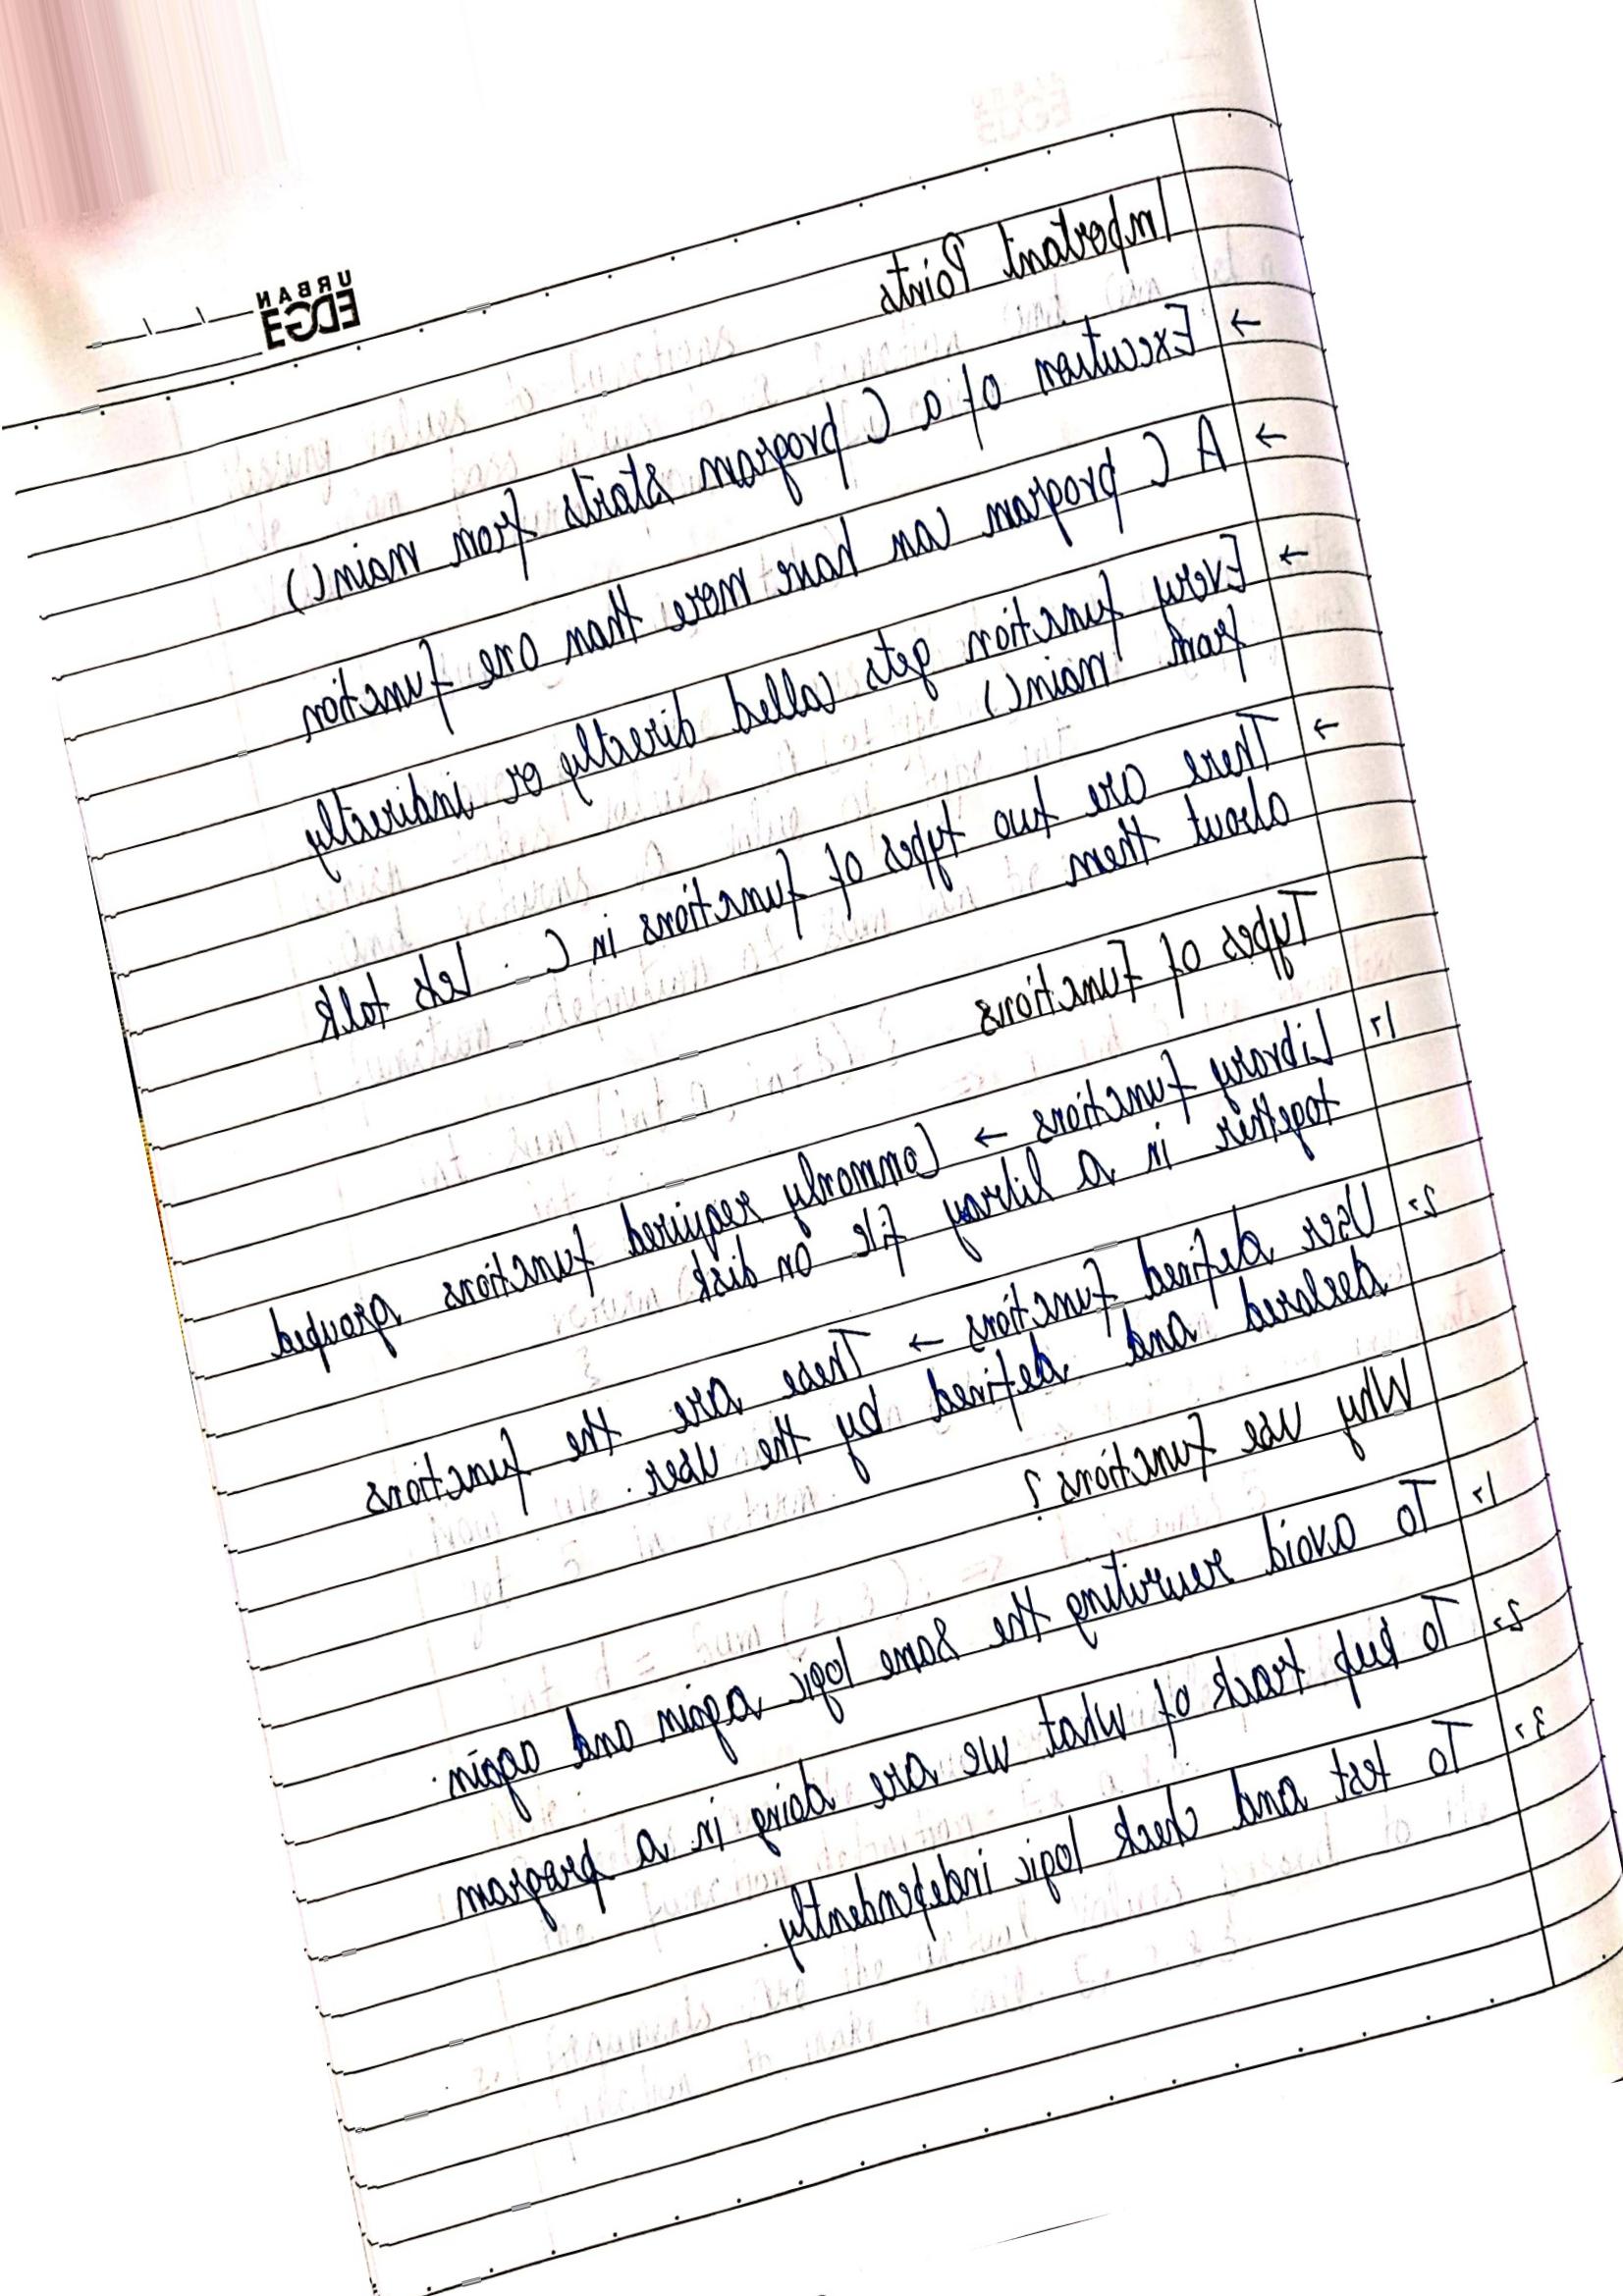 URBAN
EDGE
Important Points
→ Execution of a C program starts from main()
→ A C program can have more than one function
→ Every function gets called directly or indirectly
from main()
→ There are two types of functions in C. Lets talk
about them
Types of functions
1. Library functions → Commonly required functions grouped
together in a library file on disk
2. User defined functions → These are the functions
declared and defined by the User.
Why use functions?
1. To avoid rewriting the same logic again and again.
2. To keep track of what we are doing in a program
3. To test and check logic independently.